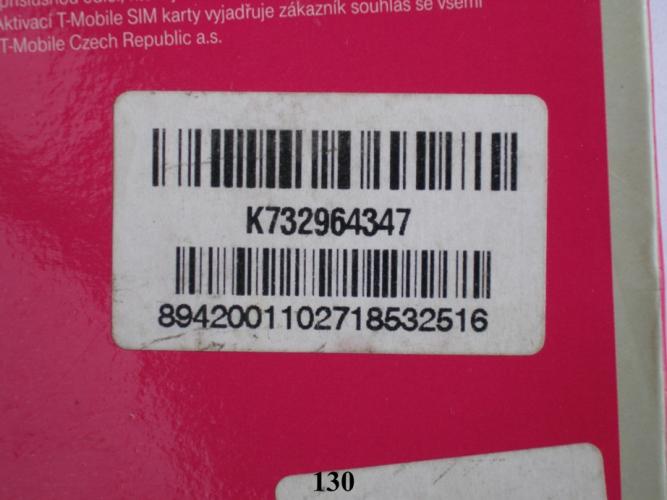 Aktivací T-Mobile SIM karty vyjadřuje zákazník souhlas se všemi
T-Mobile Czech Republic a.s.
K732964347
8942001102718532516
130